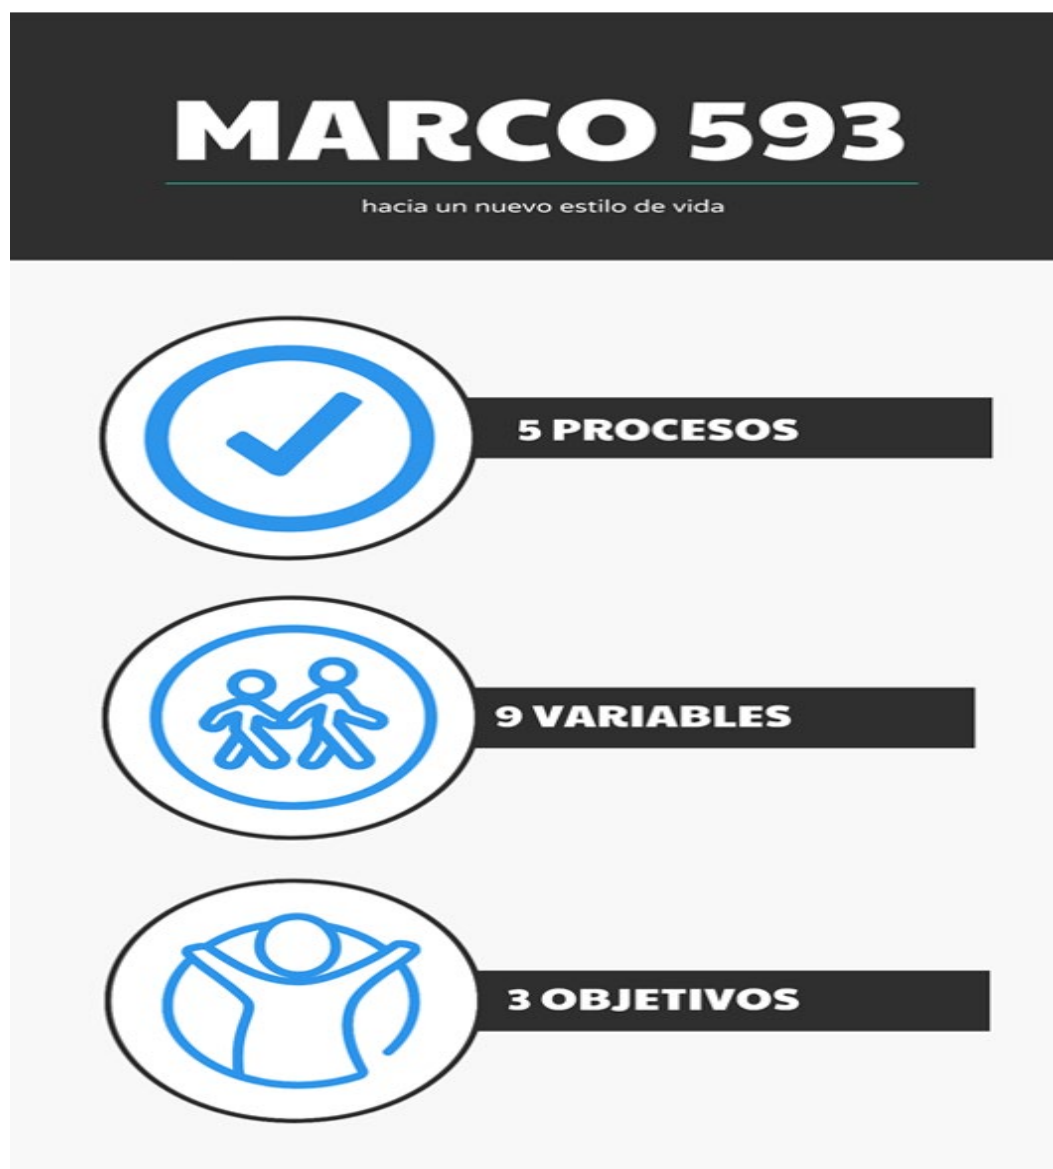 MARCO 593
hacia un nuevo estilo de vida
5 PROCESOS
9 VARIABLES
3 OBJETIVOS